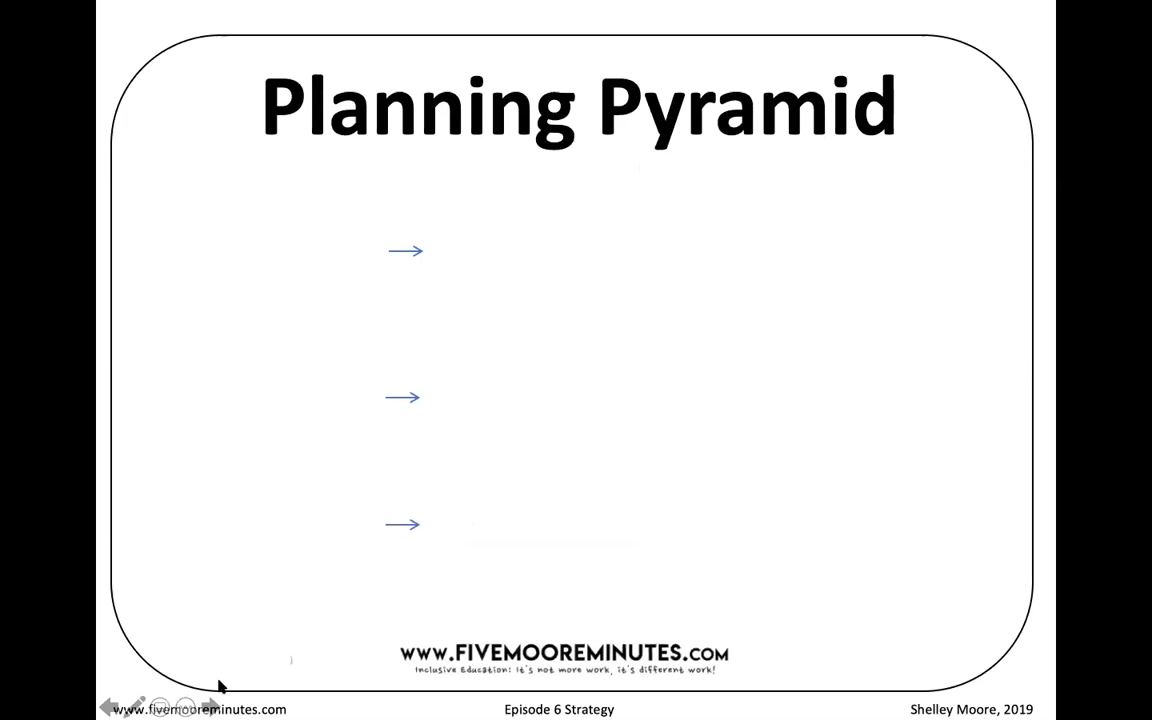 Planning Pyramid
WWW.FIVEMOOREMINUTES.COM
Inclusive Education: It's not more work, it's different work!
www.fivemooreminutes.com
Episode 6 Strategy
Shelley Moore, 2019